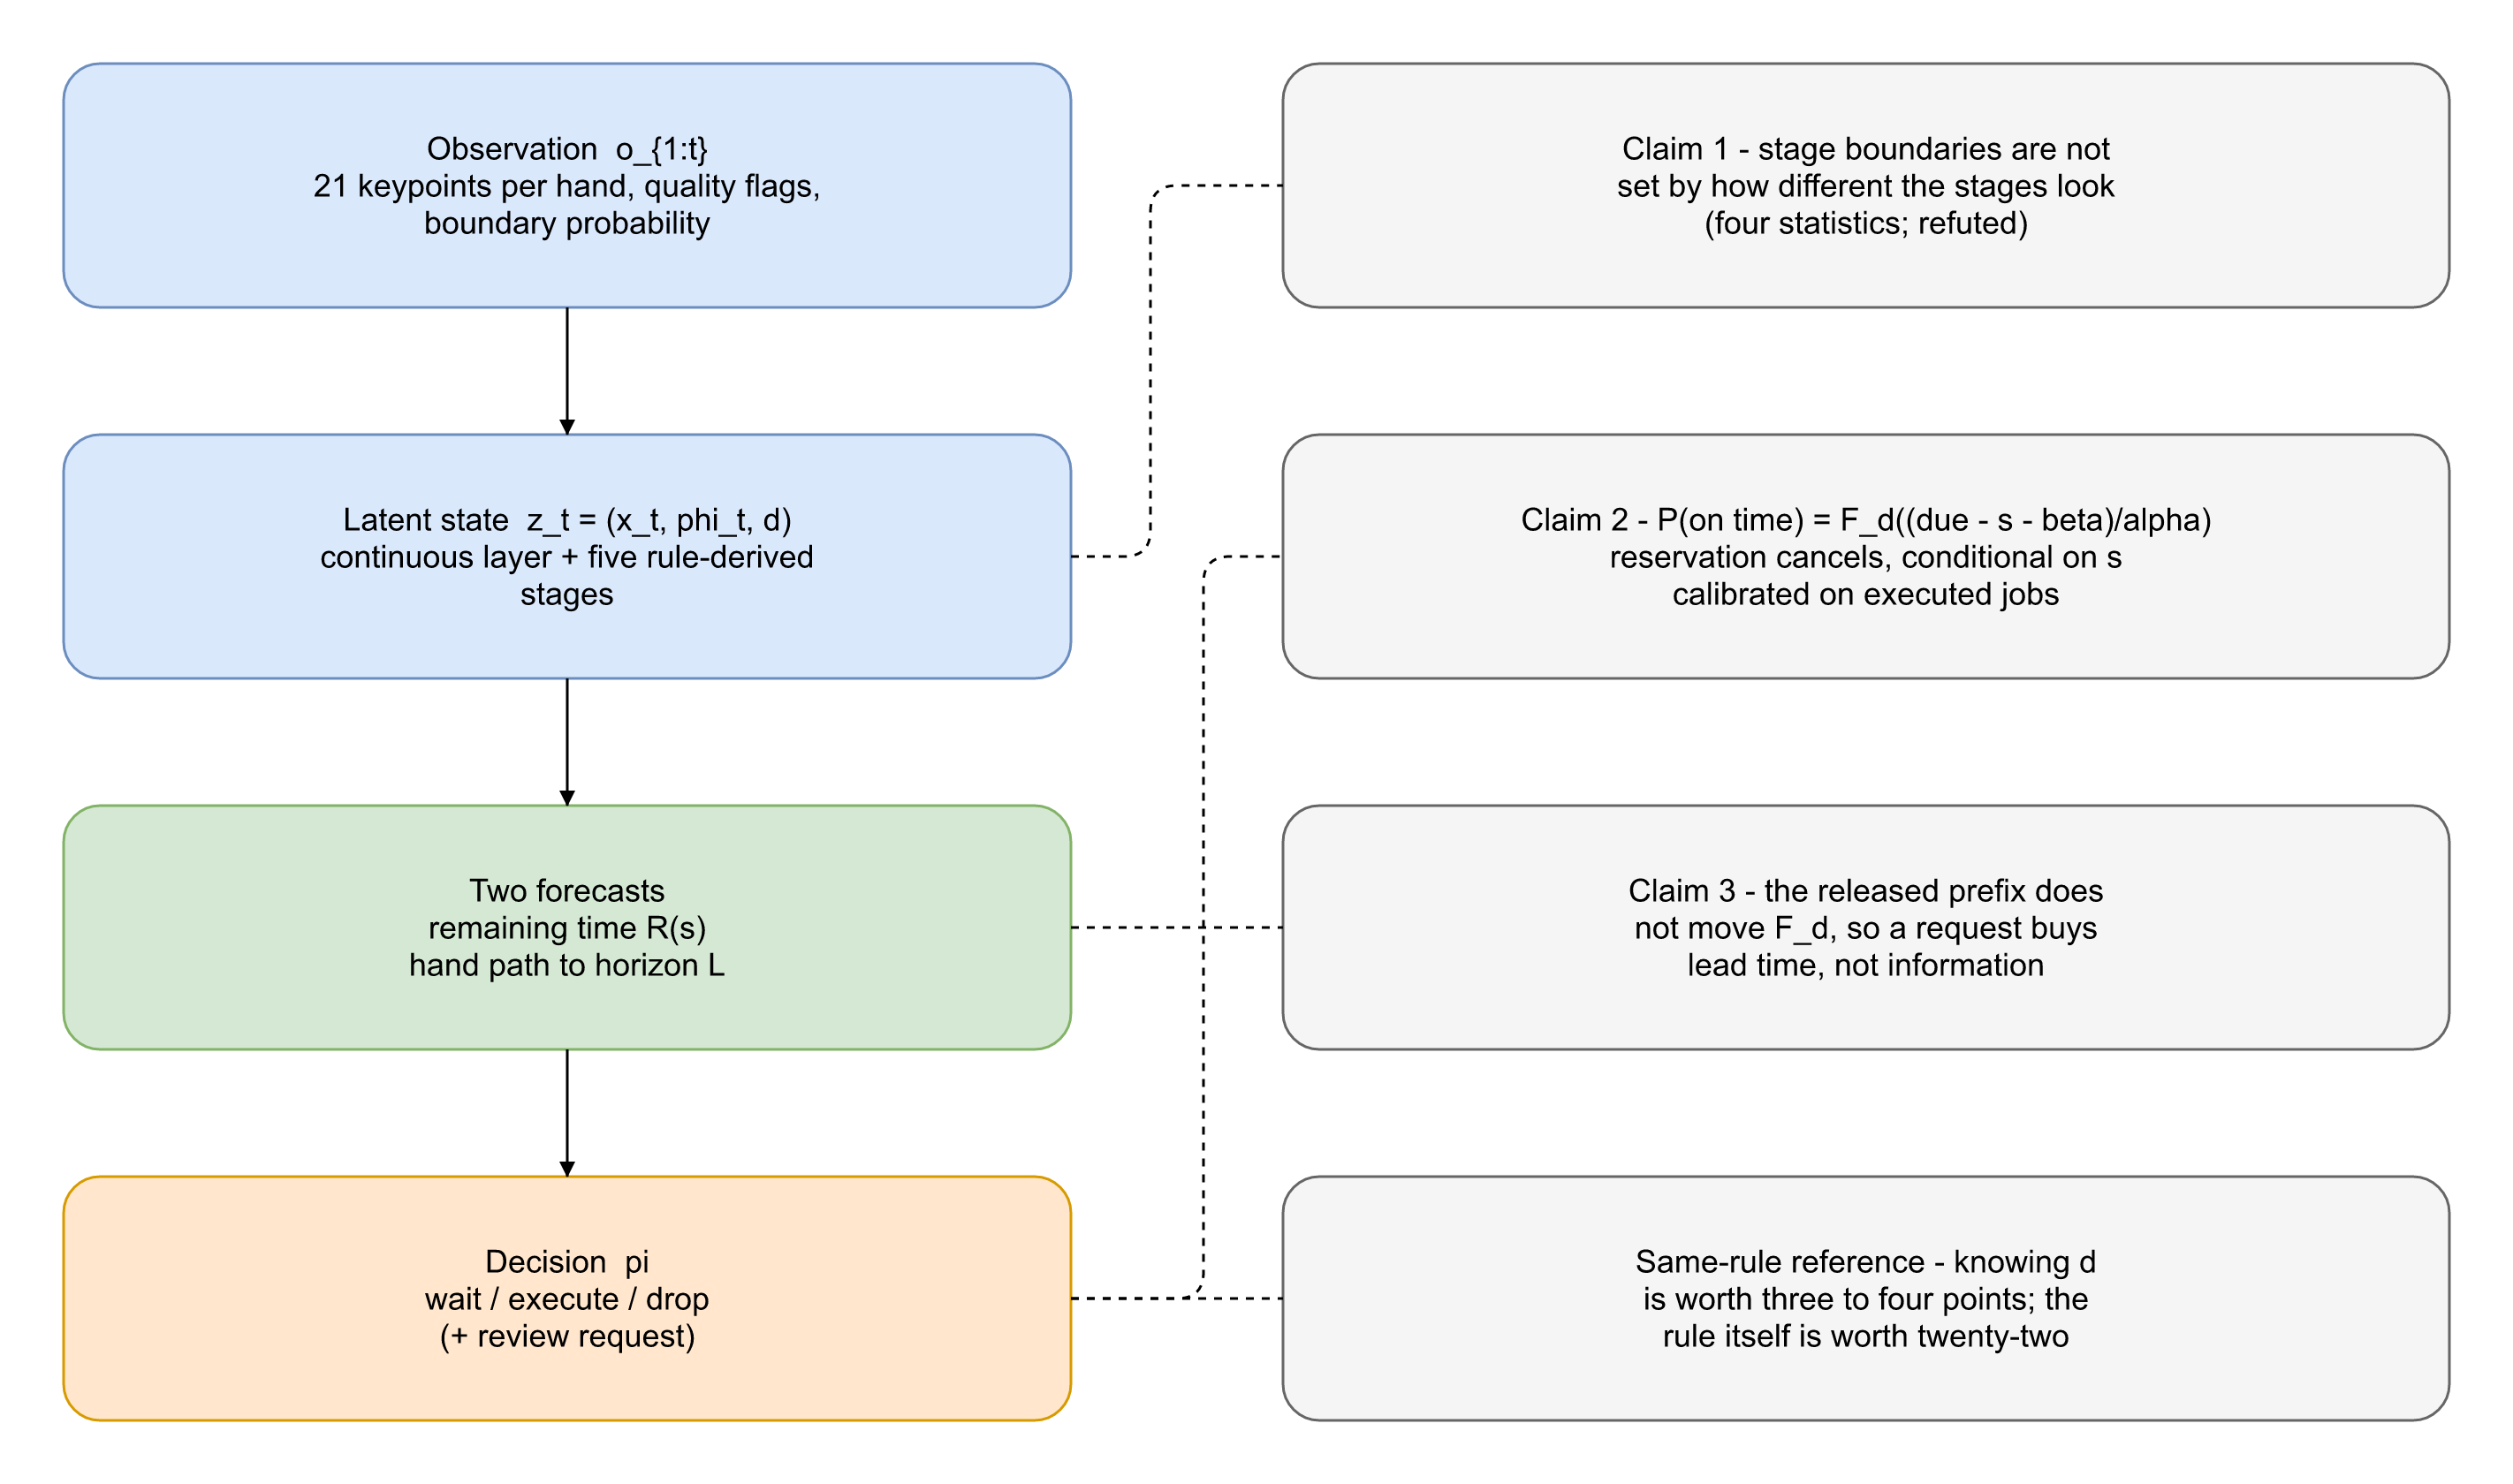 Observation  o_{1:t}
21 keypoints per hand, quality flags,
boundary probability
Claim 1 - stage boundaries are not
set by how different the stages look
(four statistics; refuted)
Latent state  z_t = (x_t, phi_t, d)
continuous layer + five rule-derived
stages
Claim 2 - P(on time) = F_d((due - s - beta)/alpha)
reservation cancels, conditional on s
calibrated on executed jobs
Two forecasts
remaining time R(s)
hand path to horizon L
Claim 3 - the released prefix does
not move F_d, so a request buys
lead time, not information
Decision  pi
wait / execute / drop
(+ review request)
Same-rule reference - knowing d
is worth three to four points; the
rule itself is worth twenty-two